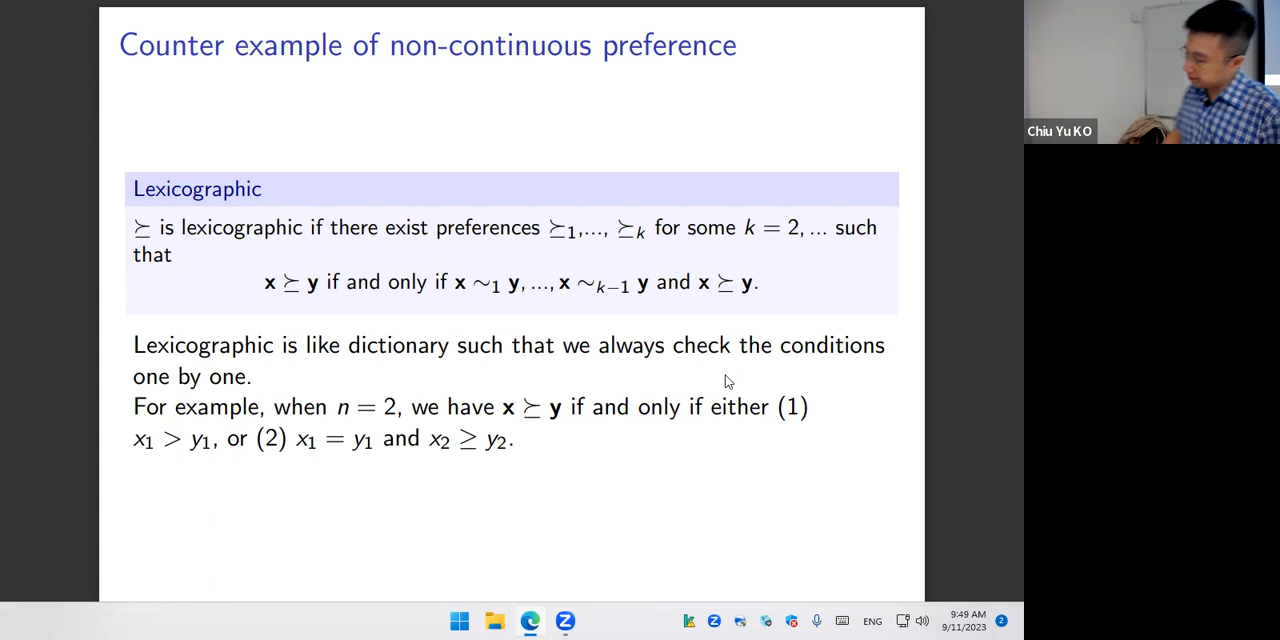 Counter example of non-continuous preference
Chiu Yu KO
Lexicographic
⪰ is lexicographic if there exist preferences ⪰₁,..., ⪰ₖ for some k = 2, ... such
that
x ⪰ y if and only if x ∼₁ y, ..., x ∼ₖ₋₁ y and x ⪰ y.
Lexicographic is like dictionary such that we always check the conditions
one by one.
For example, when n = 2, we have x ⪰ y if and only if either (1)
x₁ > y₁, or (2) x₁ = y₁ and x₂ ≥ y₂.
ENG
9:49 AM
9/11/2023
2